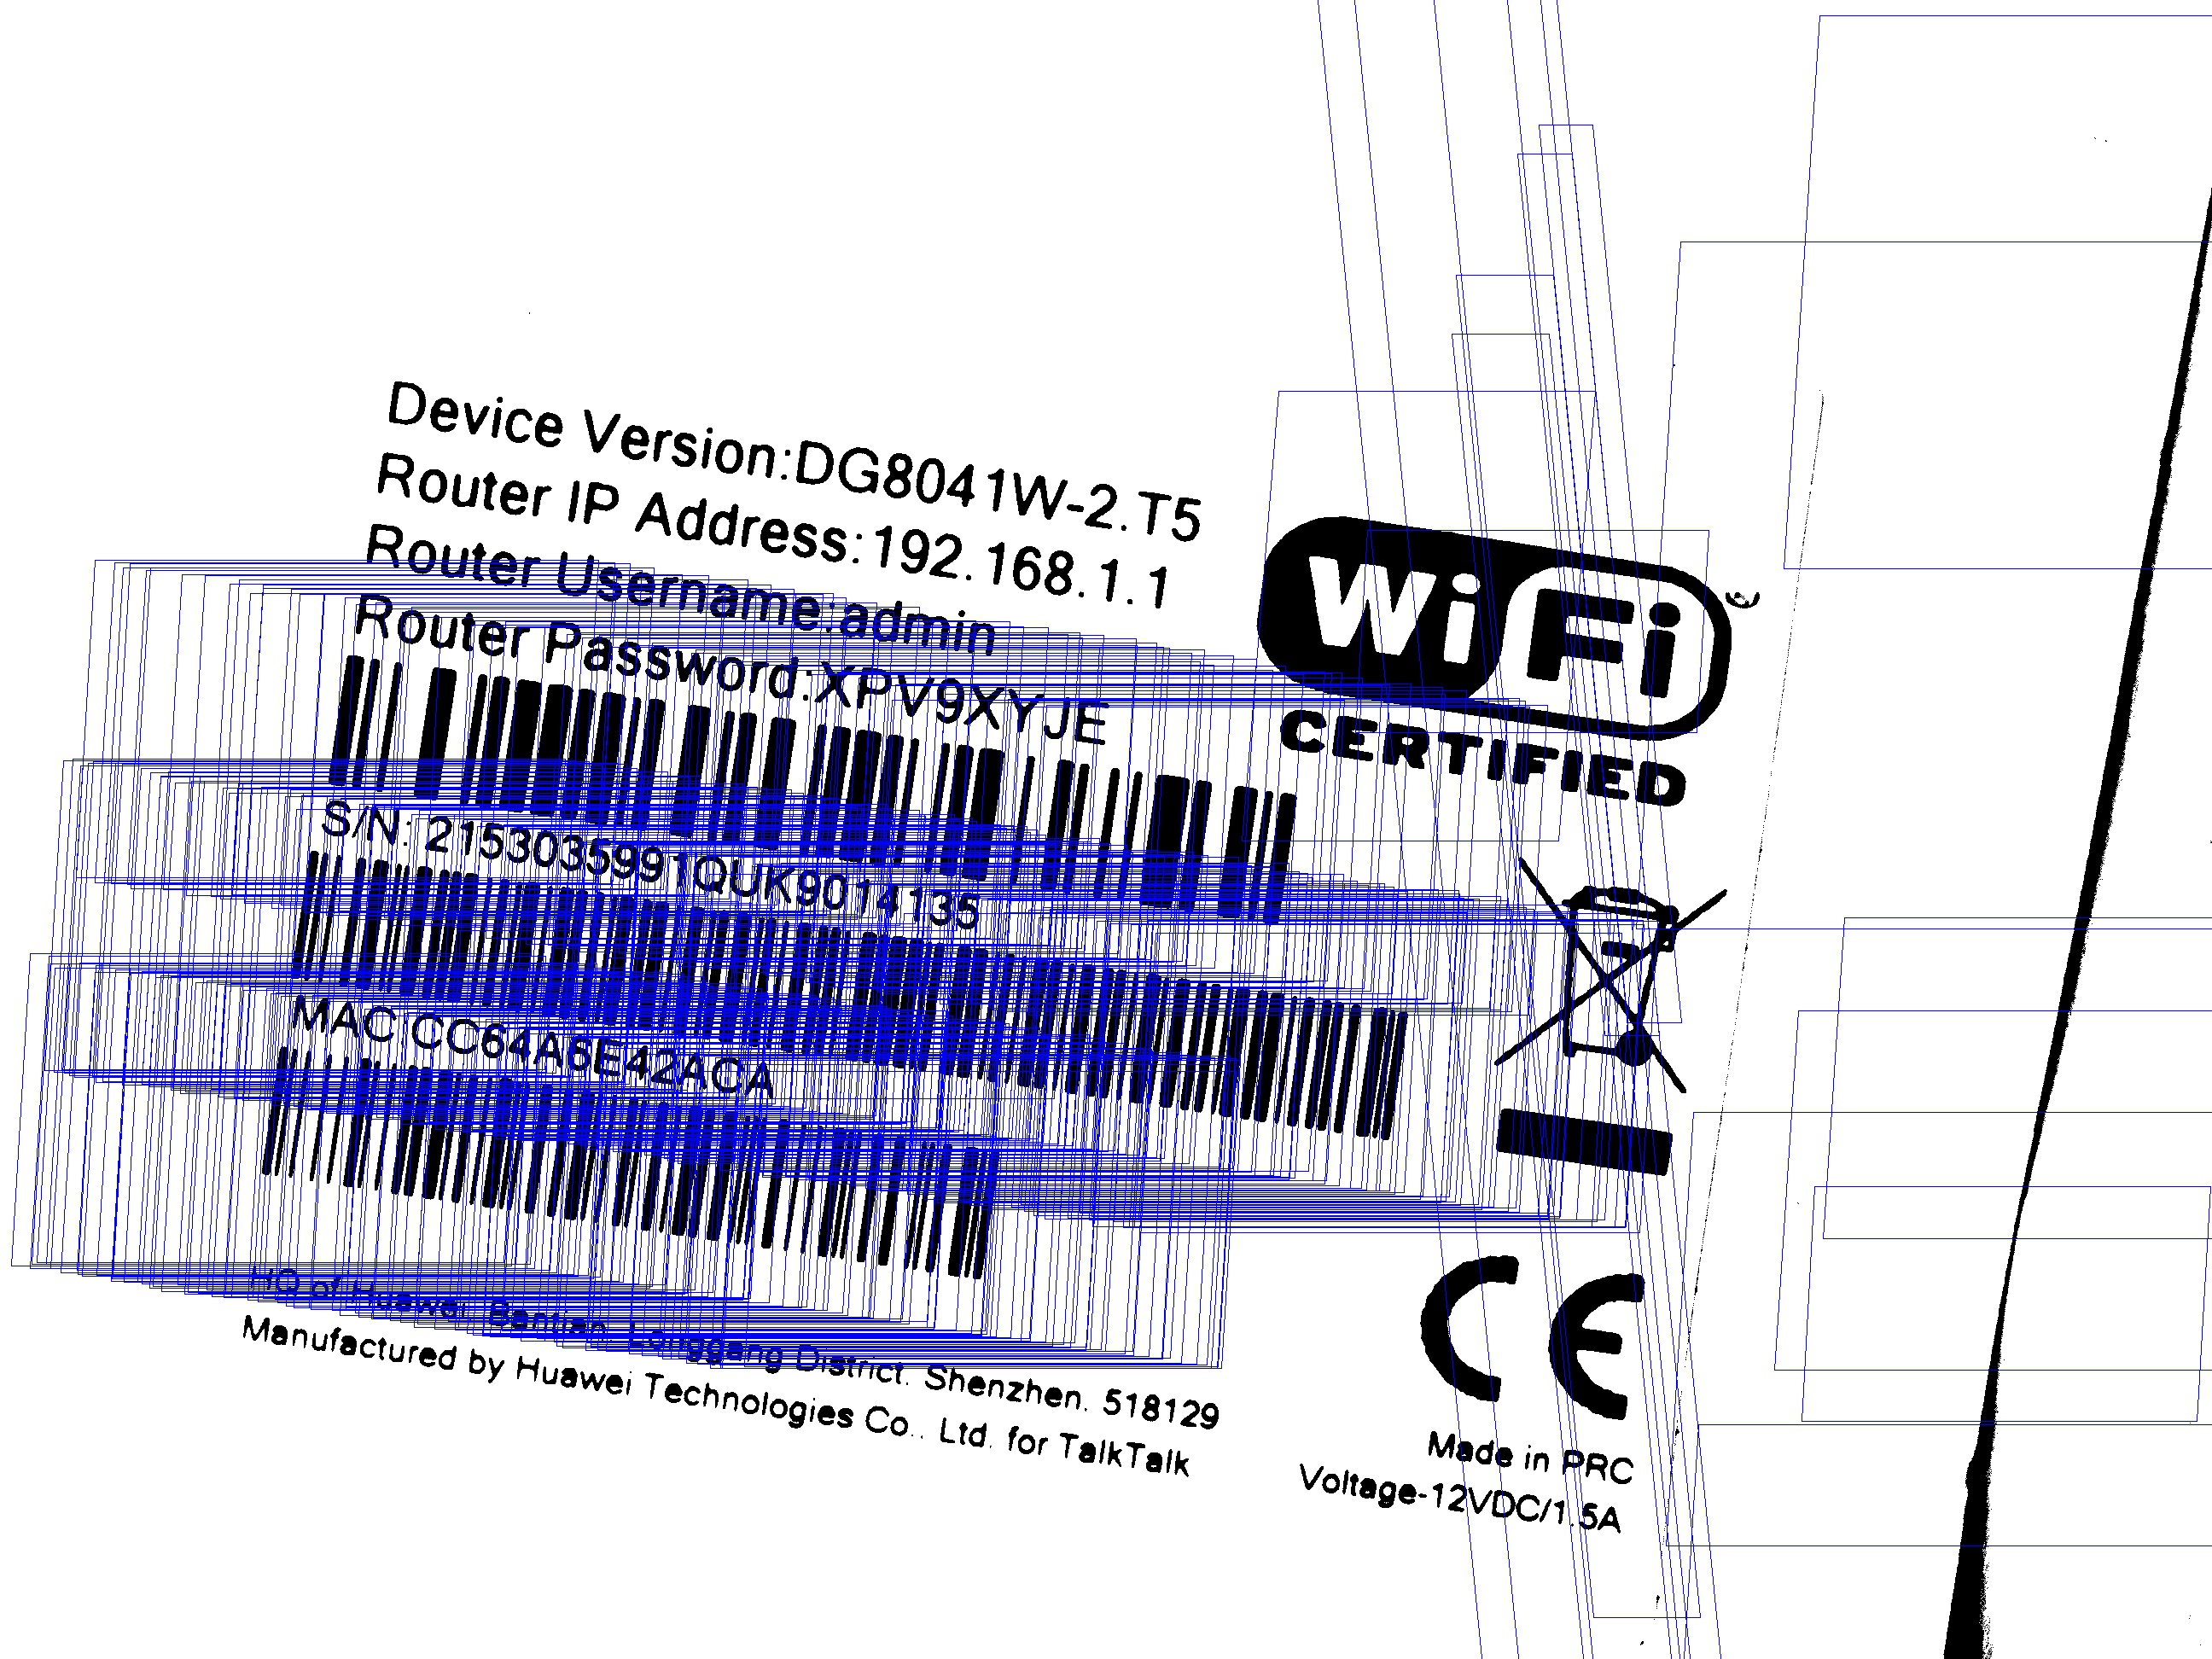 Device Version:DG8041W-2.T5
Router IP Address:192.168.1.1
Router Username:admin
Router Password:XPV9XYJE
S/N: 2153035991QUK9014135
MAC:CC64A6E42ACA
HQ of Huawei, Bantian, Longgang District. Shenzhen. 518129
Manufactured by Huawei Technologies Co., Ltd. for TalkTalk
WiFi
CERTIFIED
CE
Made in PRC
Voltage-12VDC/1.5A